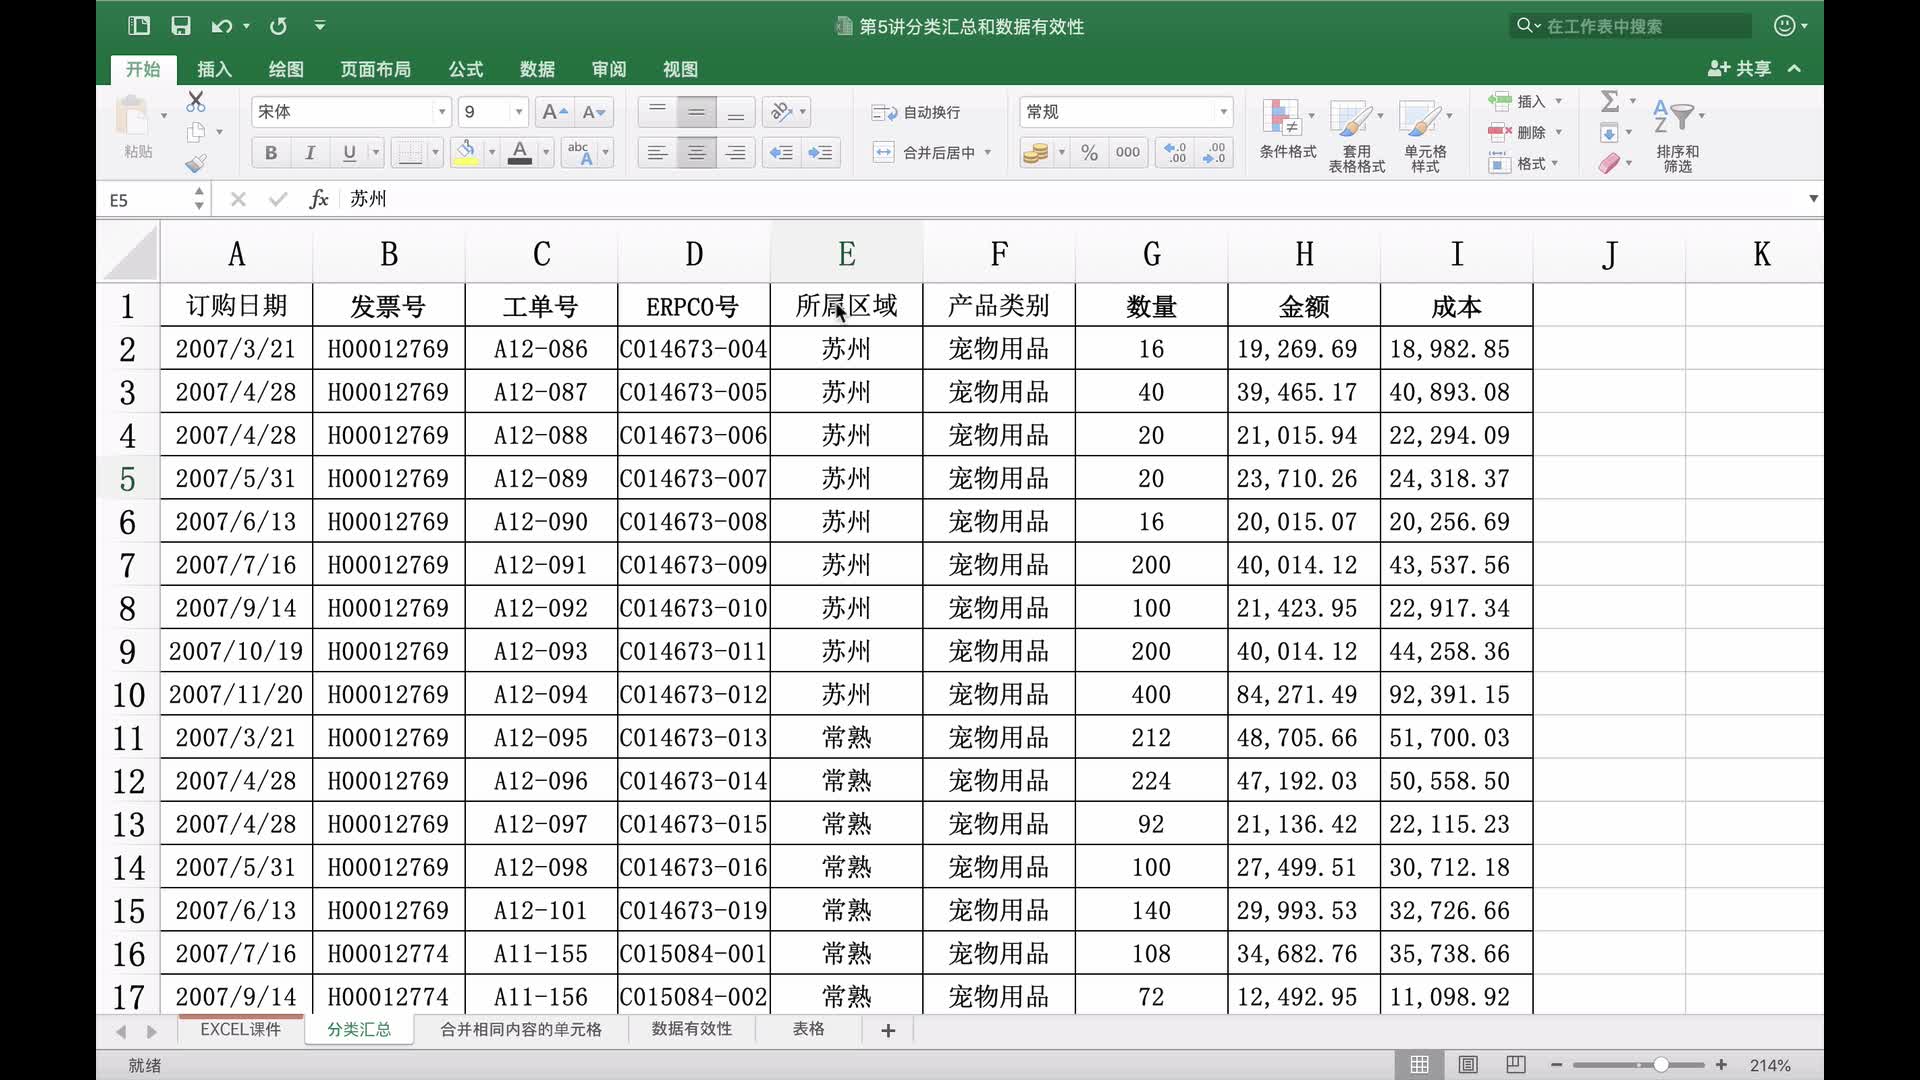 第5讲分类汇总和数据有效性
在工作表中搜索
开始 插入 绘图 页面布局 公式 数据 审阅 视图 共享
粘贴
宋体 9 A A
B I U A abc A
自动换行
合并后居中
常规
% 000 .0 .00 .00 .0
条件格式
套用
表格格式
单元格
样式
插入
删除
格式
Σ
A
Z
排序和
筛选
E5 fx 苏州
A B C D E F G H I J K
1 订购日期 发票号 工单号 ERPCO号 所属区域 产品类别 数量 金额 成本
2 2007/3/21 H00012769 A12-086 C014673-004 苏州 宠物用品 16 19,269.69 18,982.85
3 2007/4/28 H00012769 A12-087 C014673-005 苏州 宠物用品 40 39,465.17 40,893.08
4 2007/4/28 H00012769 A12-088 C014673-006 苏州 宠物用品 20 21,015.94 22,294.09
5 2007/5/31 H00012769 A12-089 C014673-007 苏州 宠物用品 20 23,710.26 24,318.37
6 2007/6/13 H00012769 A12-090 C014673-008 苏州 宠物用品 16 20,015.07 20,256.69
7 2007/7/16 H00012769 A12-091 C014673-009 苏州 宠物用品 200 40,014.12 43,537.56
8 2007/9/14 H00012769 A12-092 C014673-010 苏州 宠物用品 100 21,423.95 22,917.34
9 2007/10/19 H00012769 A12-093 C014673-011 苏州 宠物用品 200 40,014.12 44,258.36
10 2007/11/20 H00012769 A12-094 C014673-012 苏州 宠物用品 400 84,271.49 92,391.15
11 2007/3/21 H00012769 A12-095 C014673-013 常熟 宠物用品 212 48,705.66 51,700.03
12 2007/4/28 H00012769 A12-096 C014673-014 常熟 宠物用品 224 47,192.03 50,558.50
13 2007/4/28 H00012769 A12-097 C014673-015 常熟 宠物用品 92 21,136.42 22,115.23
14 2007/5/31 H00012769 A12-098 C014673-016 常熟 宠物用品 100 27,499.51 30,712.18
15 2007/6/13 H00012769 A12-101 C014673-019 常熟 宠物用品 140 29,993.53 32,726.66
16 2007/7/16 H00012774 A11-155 C015084-001 常熟 宠物用品 108 34,682.76 35,738.66
17 2007/9/14 H00012774 A11-156 C015084-002 常熟 宠物用品 72 12,492.95 11,098.92
EXCEL课件 分类汇总 合并相同内容的单元格 数据有效性 表格 +
就绪 214%